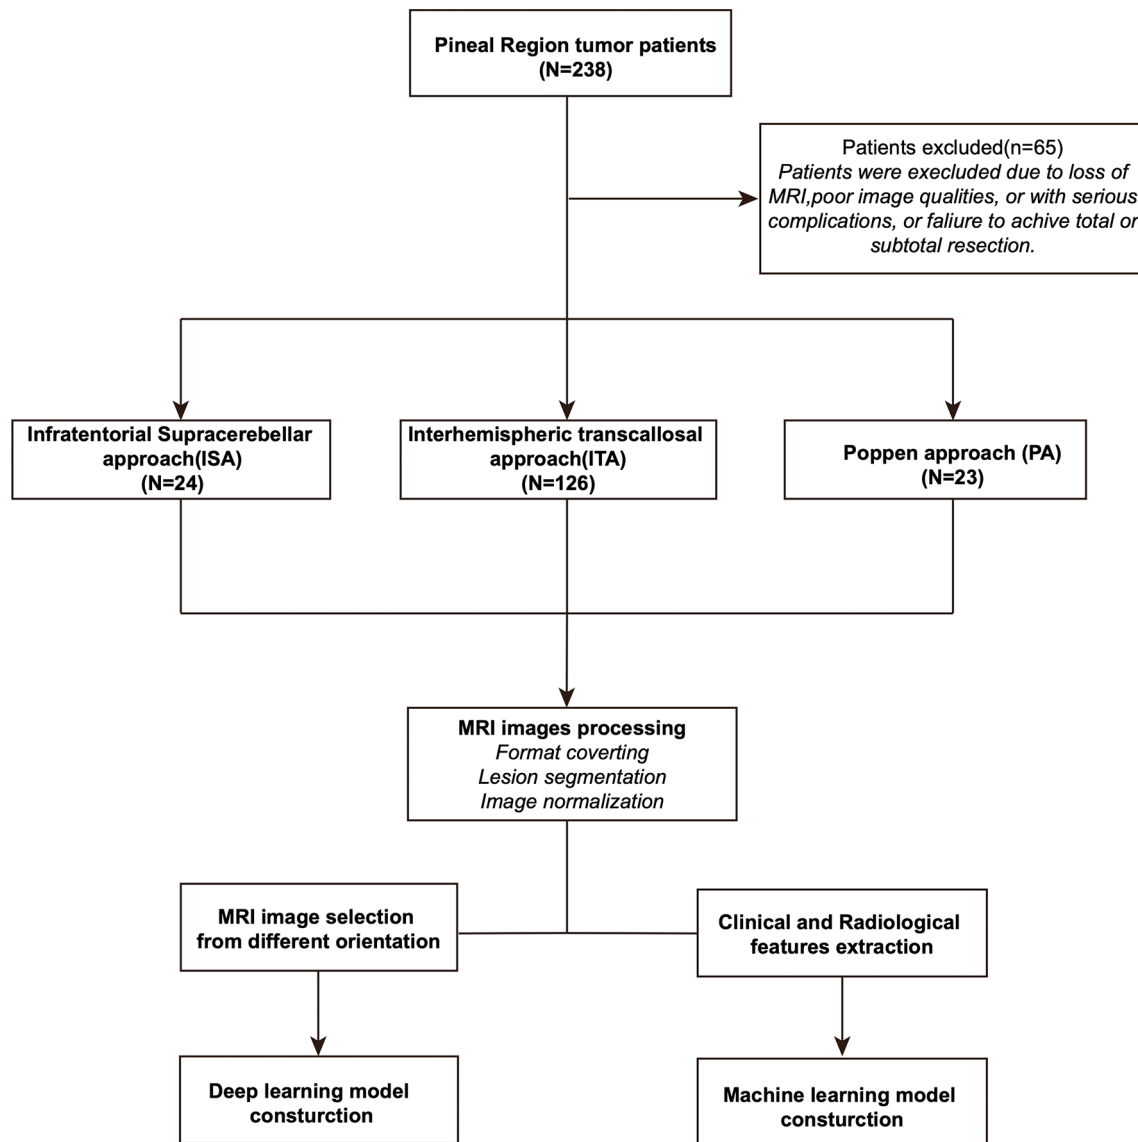 Pineal Region tumor patients
(N=238)
Patients excluded(n=65)
Patients were execluded due to loss of
MRI,poor image qualities, or with serious
complications, or faliure to achive total or
subtotal resection.
Infratentorial Supracerebellar
approach(ISA)
(N=24)
Interhemispheric transcallosal
approach(ITA)
(N=126)
Poppen approach (PA)
(N=23)
MRI images processing
Format coverting
Lesion segmentation
Image normalization
MRI image selection
from different orientation
Clinical and Radiological
features extraction
Deep learning model
consturction
Machine learning model
consturction